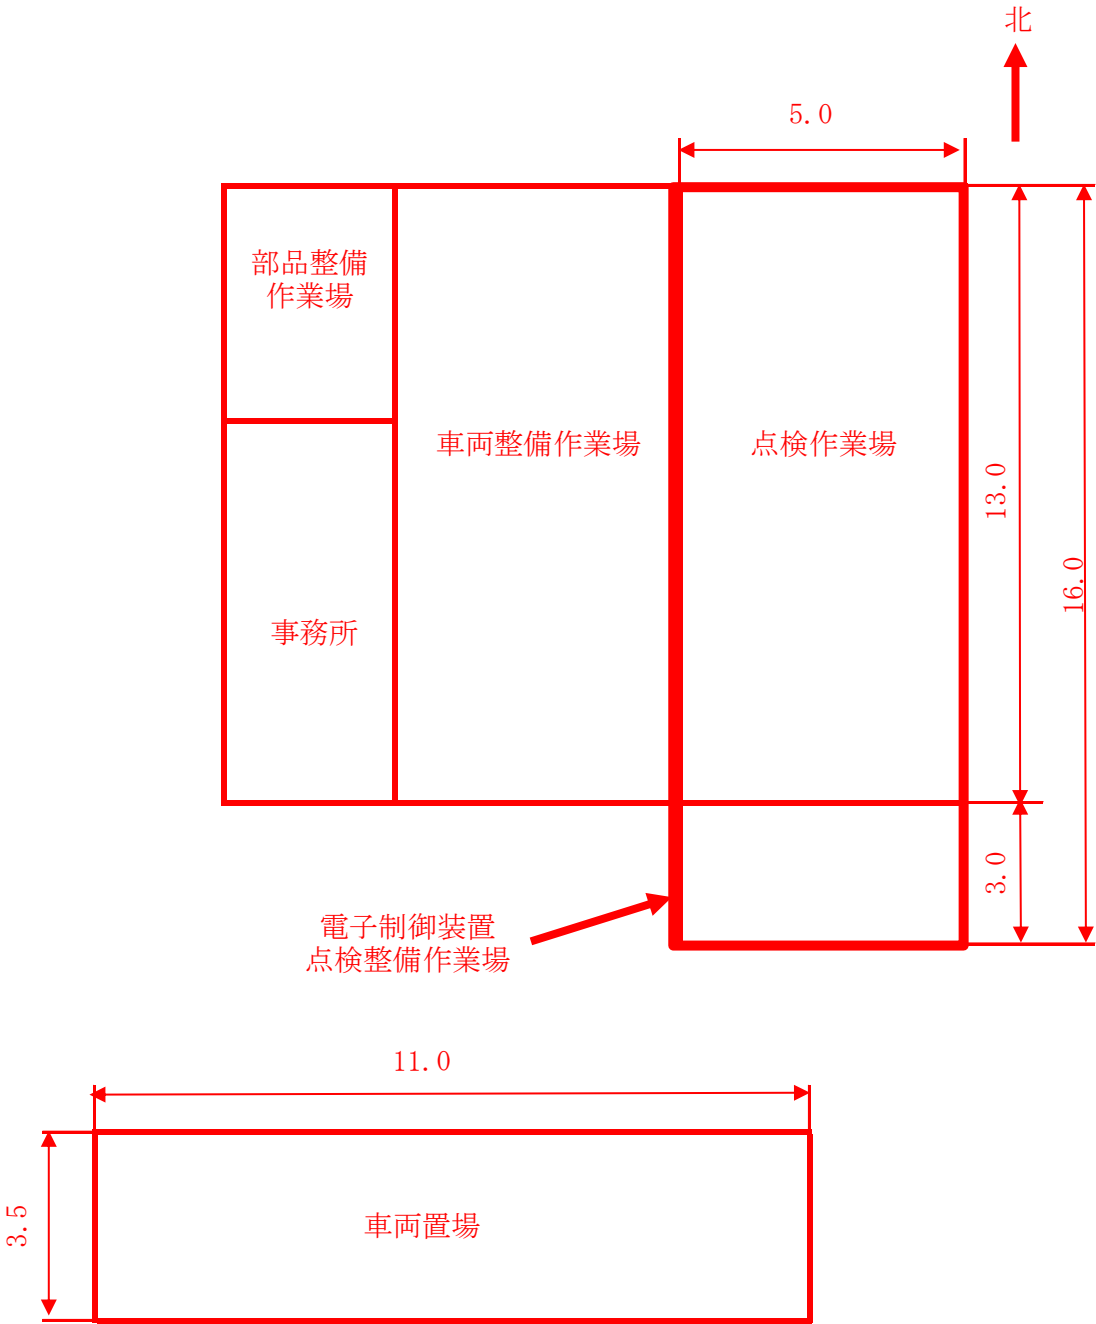 北
5.0
部品整備
作業場
車両整備作業場
点検作業場
13.0
16.0
事務所
3.0
電子制御装置
点検整備作業場
11.0
3.5
車両置場